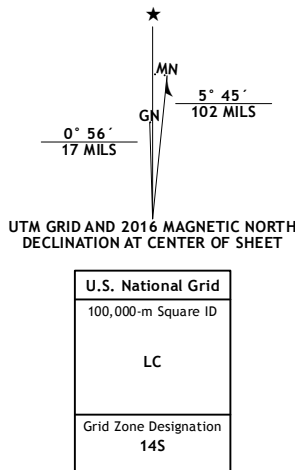 MN
GN
5° 45´
102 MILS
0° 56´
17 MILS
UTM GRID AND 2016 MAGNETIC NORTH
DECLINATION AT CENTER OF SHEET
U.S. National Grid
100,000-m Square ID
LC
Grid Zone Designation
14S